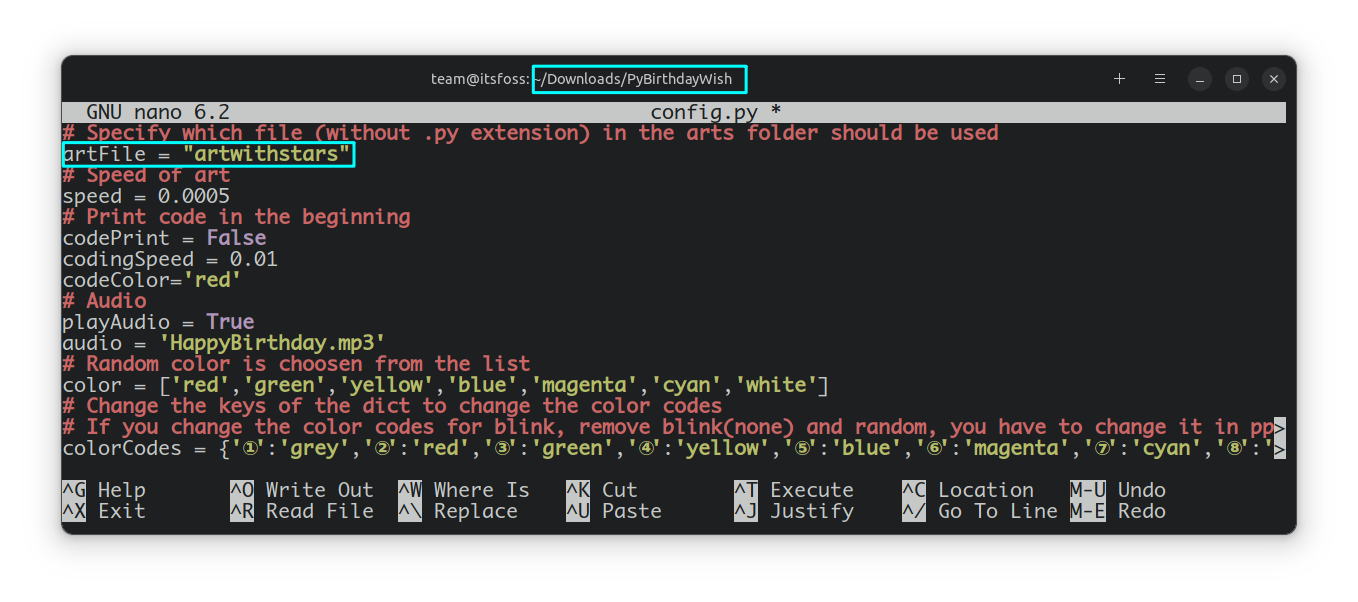 team@itsfoss: ~/Downloads/PyBirthdayWish
GNU nano 6.2 config.py *
# Specify which file (without .py extension) in the arts folder should be used
artFile = "artwithstars"
# Speed of art
speed = 0.0005
# Print code in the beginning
codePrint = False
codingSpeed = 0.01
codeColor='red'
# Audio
playAudio = True
audio = 'HappyBirthday.mp3'
# Random color is choosen from the list
color = ['red','green','yellow','blue','magenta','cyan','white']
# Change the keys of the dict to change the color codes
# If you change the color codes for blink, remove blink(none) and random, you have to change it in pp>
colorCodes = {'①':'grey','②':'red','③':'green','④':'yellow','⑤':'blue','⑥':'magenta','⑦':'cyan','⑧':'>
^G Help ^O Write Out ^W Where Is ^K Cut ^T Execute ^C Location M-U Undo
^X Exit ^R Read File ^\ Replace ^U Paste ^J Justify ^/ Go To Line M-E Redo